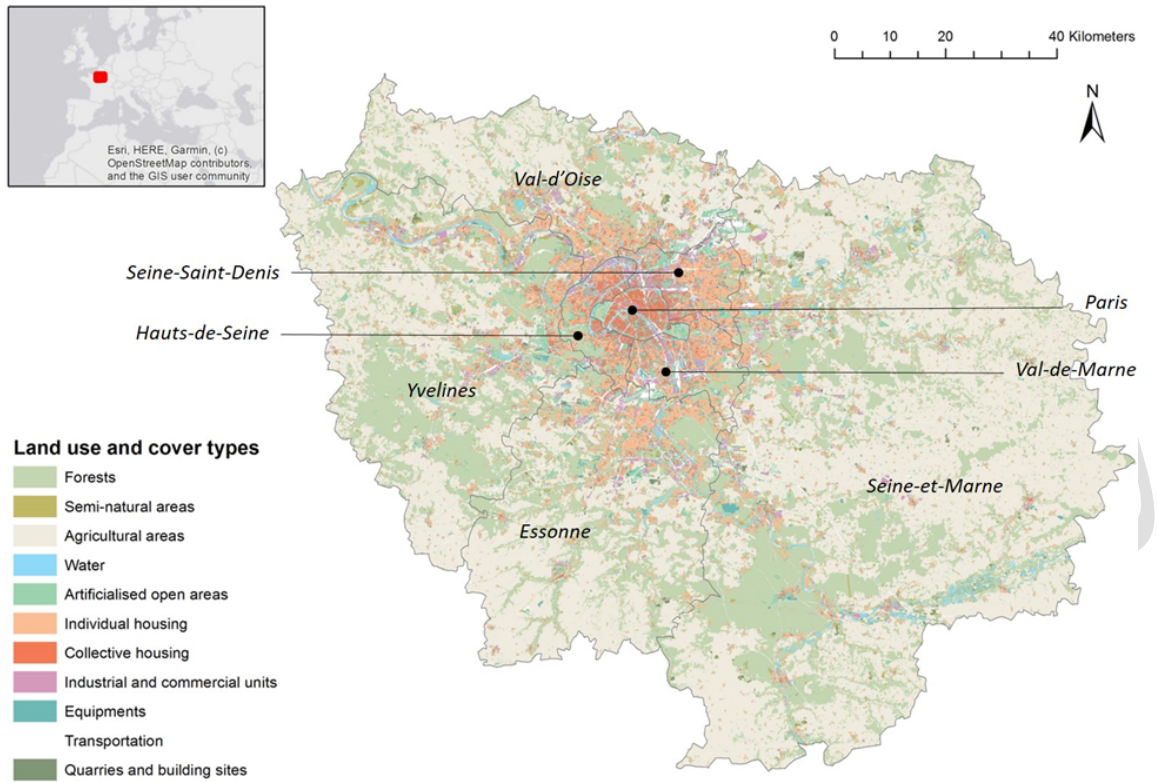 Esri, HERE, Garmin, (c)
OpenStreetMap contributors,
and the GIS user community
0 10 20 40 Kilometers
N
Val-d'Oise
Seine-Saint-Denis
Paris
Hauts-de-Seine
Val-de-Marne
Yvelines
Seine-et-Marne
Essonne
Land use and cover types
Forests
Semi-natural areas
Agricultural areas
Water
Artificialised open areas
Individual housing
Collective housing
Industrial and commercial units
Equipments
Transportation
Quarries and building sites